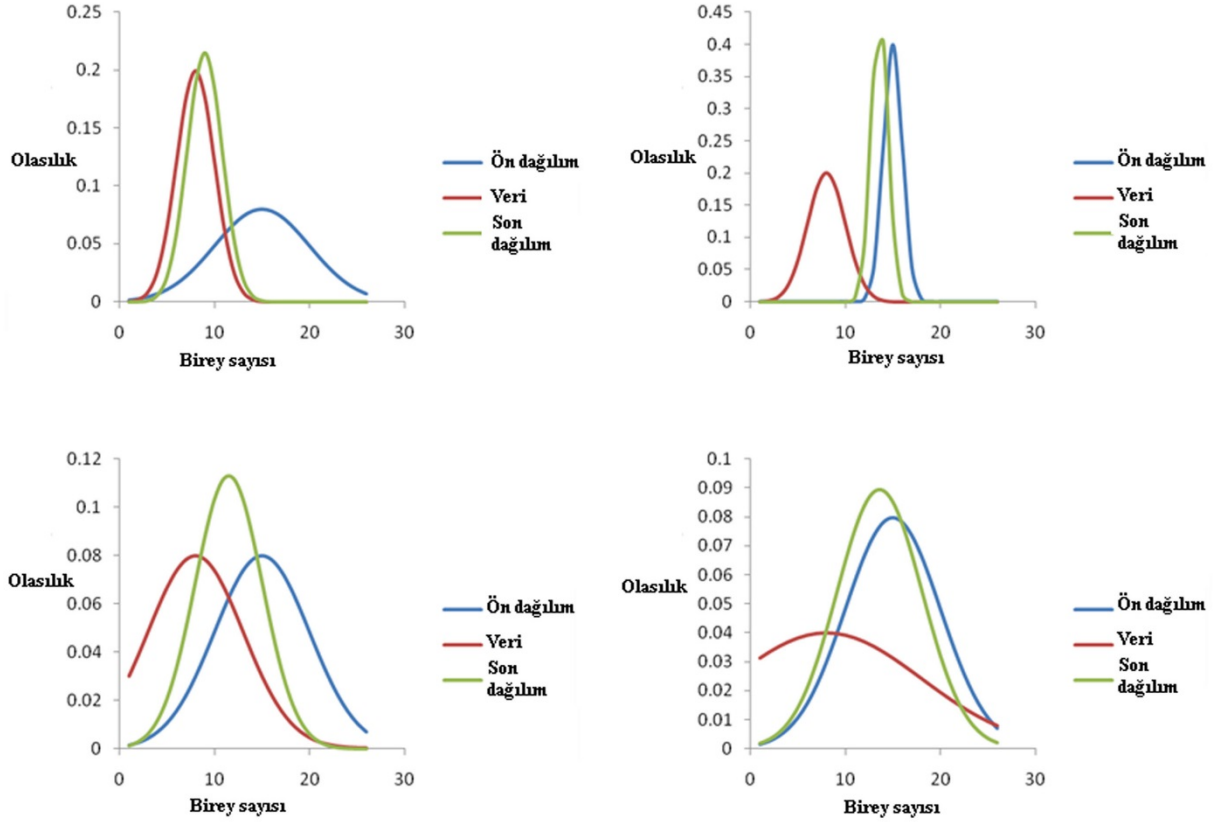 0.25
0.2
0.15
Olasılık
0.1
0.05
0
0 10 20 30
Birey sayısı
Ön dağılım
Veri
Son
dağılım
0.45
0.4
0.35
0.3
0.25
Olasılık
0.2
0.15
0.1
0.05
0
0 10 20 30
Birey sayısı
Ön dağılım
Veri
Son
dağılım
0.12
0.1
0.08
Olasılık
0.06
0.04
0.02
0
0 10 20 30
Birey sayısı
Ön dağılım
Veri
Son
dağılım
0.1
0.09
0.08
0.07
0.06
Olasılık
0.05
0.04
0.03
0.02
0.01
0
0 10 20 30
Birey sayısı
Ön dağılım
Veri
Son
dağılım